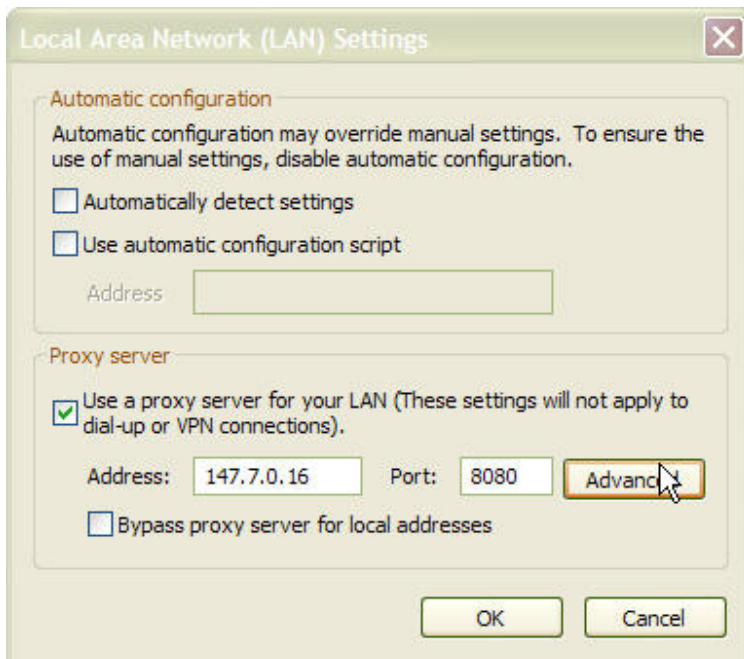 Local Area Network (LAN) Settings
Automatic configuration
Automatic configuration may override manual settings. To ensure the
use of manual settings, disable automatic configuration.
Automatically detect settings
Use automatic configuration script
Address
Proxy server
Use a proxy server for your LAN (These settings will not apply to
dial-up or VPN connections).
Address: 147.7.0.16 Port: 8080 Advanced
Bypass proxy server for local addresses
OK Cancel